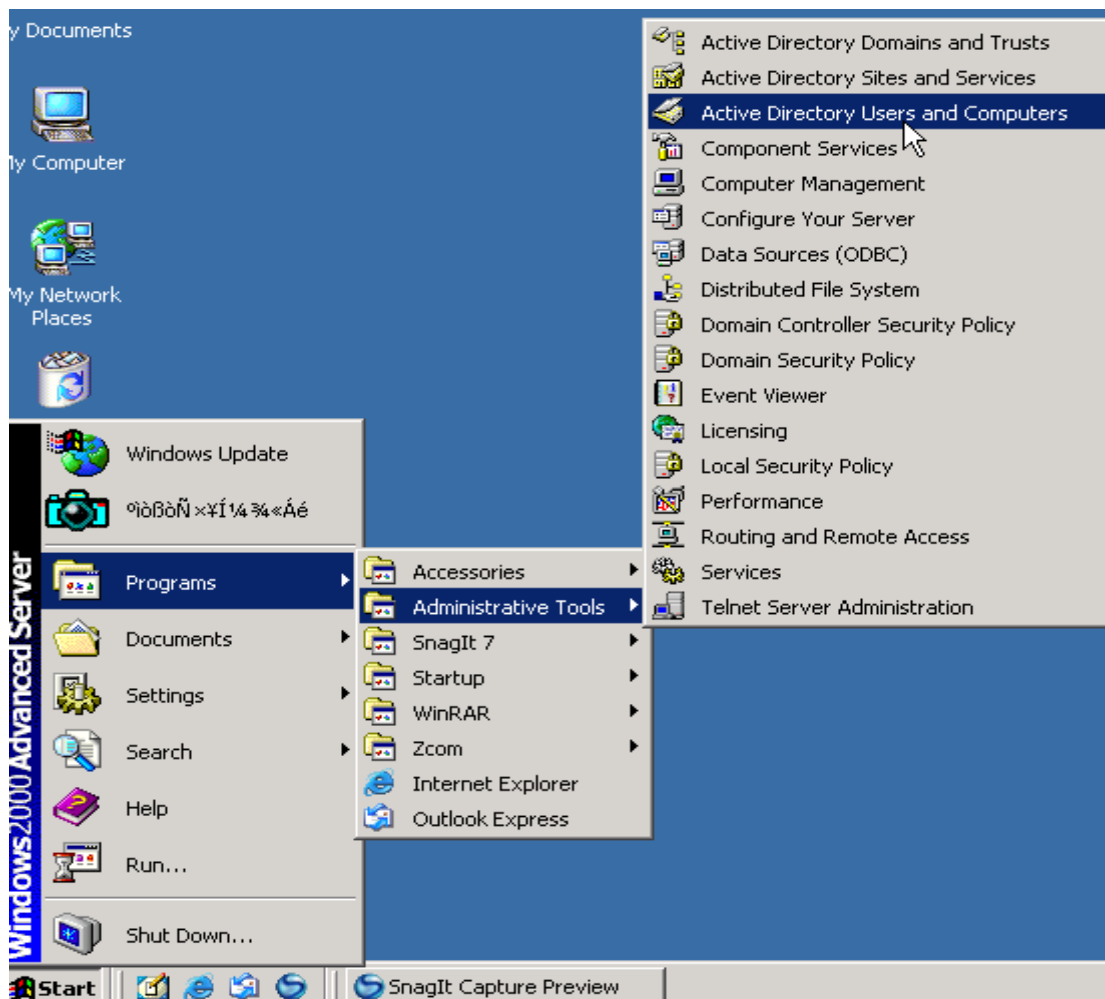 y Documents
ly Computer
My Network
Places
Active Directory Domains and Trusts
Active Directory Sites and Services
Active Directory Users and Computers
Component Services
Computer Management
Configure Your Server
Data Sources (ODBC)
Distributed File System
Domain Controller Security Policy
Domain Security Policy
Event Viewer
Licensing
Local Security Policy
Performance
Routing and Remote Access
Services
Telnet Server Administration
Windows Update
Programs
Documents
Settings
Search
Help
Run...
Shut Down...
Windows2000 Advanced Server
Accessories
Administrative Tools
SnagIt 7
Startup
WinRAR
Zcom
Internet Explorer
Outlook Express
Start
SnagIt Capture Preview